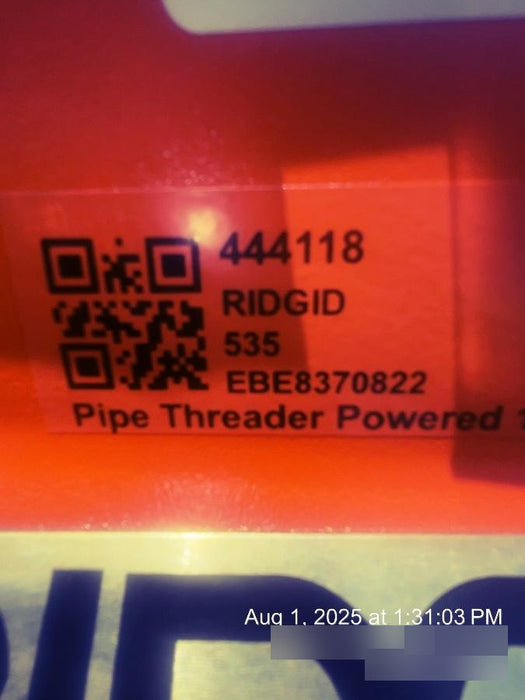 444118
RIDGID
535
EBE8370822
Pipe Threader Powered
Aug 1, 2025 at 1:31:03 PM